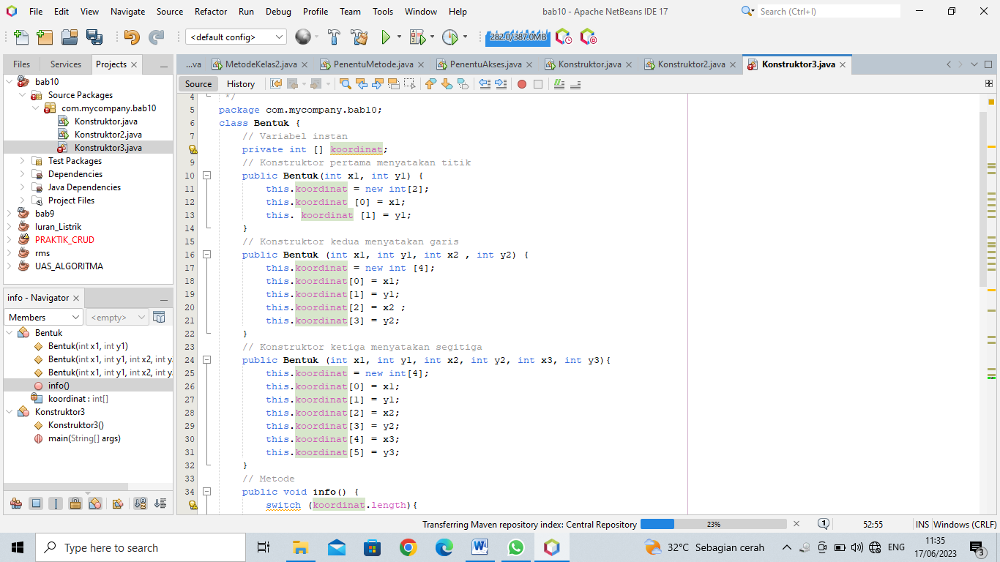 File Edit View Navigate Source Refactor Run Debug Profile Team Tools Window Help bab10 - Apache NetBeans IDE 17 Search (Ctrl+I)
<default config> 282.0/387.0MB
Files Services Projects
...va MetodeKelas2.java PenentuMetode.java PenentuAkses.java Konstruktor.java Konstruktor2.java Konstruktor3.java
Source History
bab10
Source Packages
com.mycompany.bab10
Konstruktor.java
Konstruktor2.java
Konstruktor3.java
Test Packages
Dependencies
Java Dependencies
Project Files
bab9
Iuran_Listrik
PRAKTIK_CRUD
rms
UAS_ALGORITMA
info - Navigator
Members <empty>
Bentuk
Bentuk(int x1, int y1)
Bentuk(int x1, int y1, int x2, int y.
Bentuk(int x1, int y1, int x2, int y.
info()
koordinat : int[]
Konstruktor3
Konstruktor3()
main(String[] args)
4 */
5 package com.mycompany.bab10;
6 class Bentuk {
7 // Variabel instan
private int [] koordinat;
9 // Konstruktor pertama menyatakan titik
10 public Bentuk(int x1, int y1) {
11 this.koordinat = new int[2];
12 this.koordinat [0] = x1;
13 this. koordinat [1] = y1;
14 }
15 // Konstruktor kedua menyatakan garis
16 public Bentuk (int x1, int y1, int x2 , int y2) {
17 this.koordinat = new int [4];
18 this.koordinat[0] = x1;
19 this.koordinat[1] = y1;
20 this.koordinat[2] = x2 ;
21 this.koordinat[3] = y2;
22 }
23 // Konstruktor ketiga menyatakan segitiga
24 public Bentuk (int x1, int y1, int x2, int y2, int x3, int y3){
25 this.koordinat = new int[4];
26 this.koordinat[0] = x1;
27 this.koordinat[1] = y1;
28 this.koordinat[2] = x2;
29 this.koordinat[3] = y2;
30 this.koordinat[4] = x3;
31 this.koordinat[5] = y3;
32 }
33 // Metode
34 public void info() {
switch (koordinat.length){
Transferring Maven repository index: Central Repository 23% 1 52:55 INS Windows (CRLF)
Type here to search 32°C Sebagian cerah ENG 11:35
17/06/2023 3